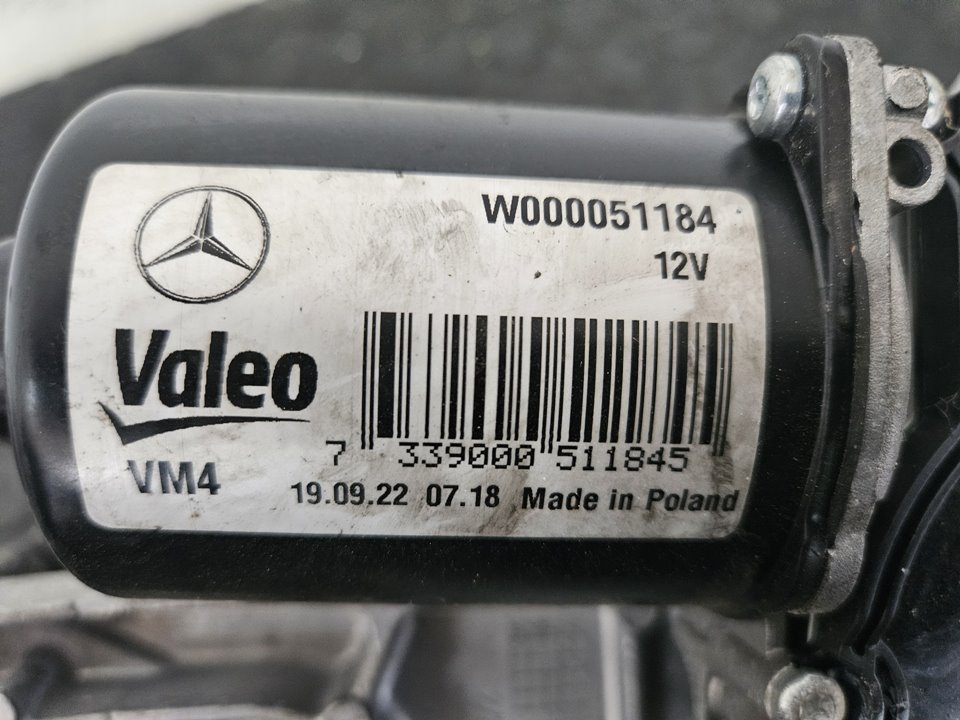 W000051184
12V
Valeo
7 339000 511845
VM4
19.09.22 07.18 Made in Poland